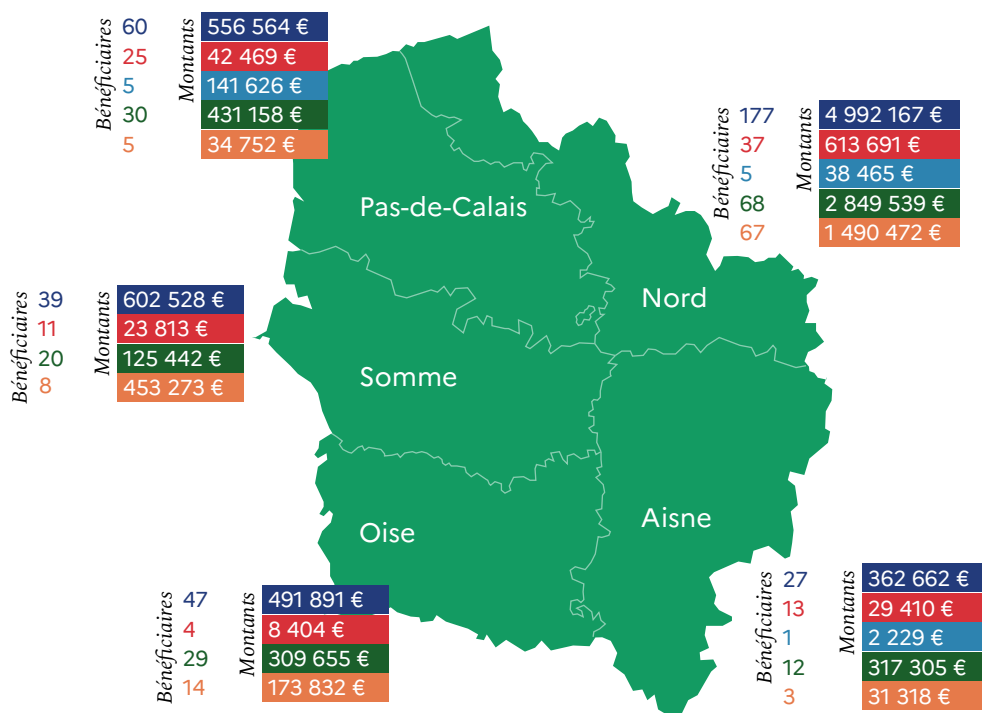 Bénéficiaires
60
25
5
30
5
Montants
556 564 €
42 469 €
141 626 €
431 158 €
34 752 €
Bénéficiaires
177
37
5
68
67
Montants
4 992 167 €
613 691 €
38 465 €
2 849 539 €
1 490 472 €
Pas-de-Calais
Nord
Bénéficiaires
39
11
20
8
Montants
602 528 €
23 813 €
125 442 €
453 273 €
Somme
Oise
Aisne
Bénéficiaires
47
4
29
14
Montants
491 891 €
8 404 €
309 655 €
173 832 €
Bénéficiaires
27
13
1
12
3
Montants
362 662 €
29 410 €
2 229 €
317 305 €
31 318 €